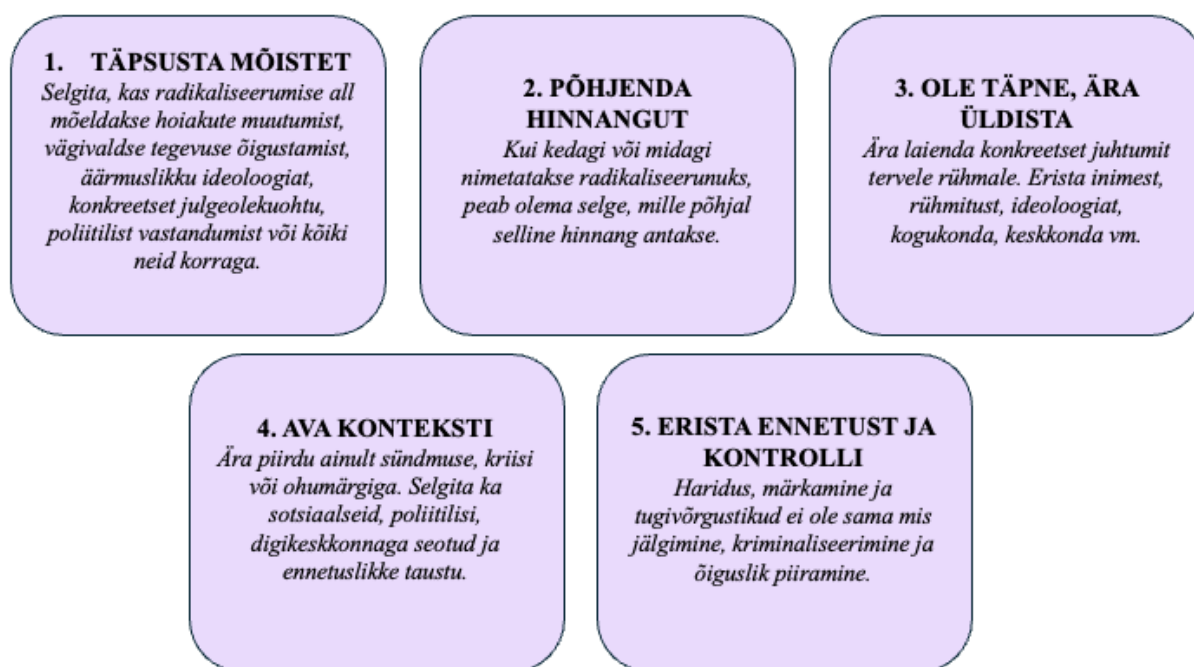 1. TÄPSUSTA MÕISTET
Selgita, kas radikaliseerumise all
mõeldakse hoiakute muutumist,
vägivaldse tegevuse õigustamist,
äärmuslikku ideoloogiat,
konkreetset julgeolekuohtu,
poliitilist vastandumist või kõiki
neid korraga.
2. PÕHJENDA
HINNANGUT
Kui kedagi või midagi
nimetatakse radikaliseerunuks,
peab olema selge, mille põhjal
selline hinnang antakse.
3. OLE TÄPNE, ÄRA
ÜLDISTA
Ära laienda konkreetset juhtumit
tervele rühmale. Erista inimest,
rühmitust, ideoloogiat,
kogukonda, keskkonda vm.
4. AVA KONTEKSTI
Ära piirdu ainult sündmuse, kriisi
või ohumärgiga. Selgita ka
sotsiaalseid, poliitilisi,
digikeskkonnaga seotud ja
ennetuslikke taustu.
5. ERISTA ENNETUST JA
KONTROLLI
Haridus, märkamine ja
tugivõrgustikud ei ole sama mis
jälgimine, kriminaliseerimine ja
õiguslik piiramine.